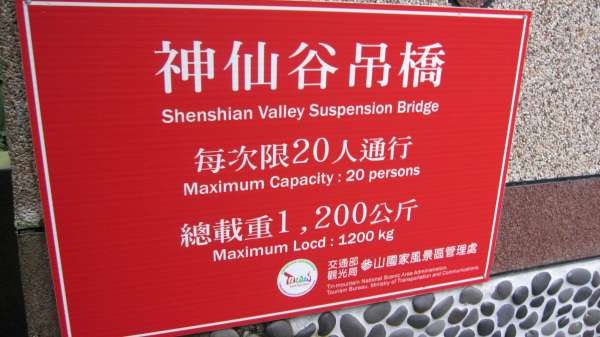 神仙谷吊橋
Shenshian Valley Suspension Bridge
每次限20人通行
Maximum Capacity : 20 persons
總載重1,200公斤
Maximum Locd : 1200 kg
交通部
觀光局
參山國家風景區管理處
Tri-mountain National Scenic Area Administration
Tourism Bureau, Ministry of Transportation and Communications